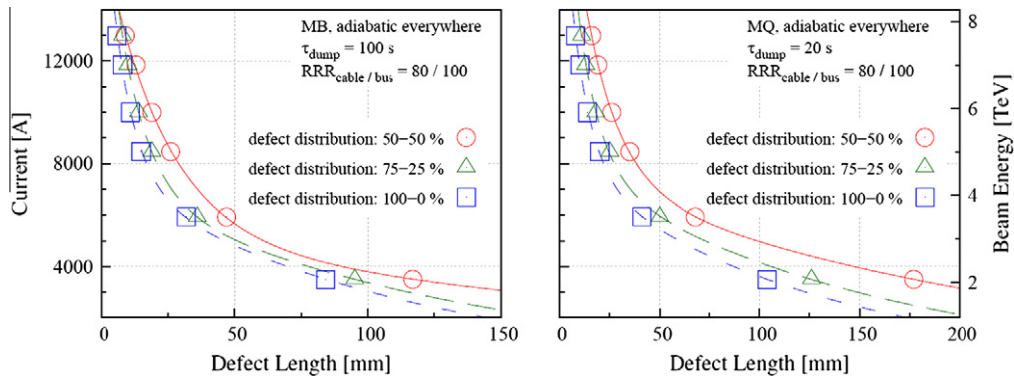 MB, adiabatic everywhere
τdump = 100 s
RRRcable / bus = 80 / 100
defect distribution: 50−50 %
defect distribution: 75−25 %
defect distribution: 100−0 %
Current [A]
12000
8000
4000
0
50
100
150
Defect Length [mm]
MQ, adiabatic everywhere
τdump = 20 s
RRRcable / bus = 80 / 100
defect distribution: 50−50 %
defect distribution: 75−25 %
defect distribution: 100−0 %
0
50
100
150
200
Defect Length [mm]
8
6
4
2
Beam Energy [TeV]